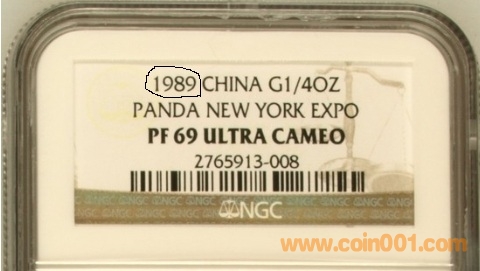 1989 CHINA G1/4OZ
PANDA NEW YORK EXPO
PF 69 ULTRA CAMEO
2765913-008
NGC
www.coin001.com